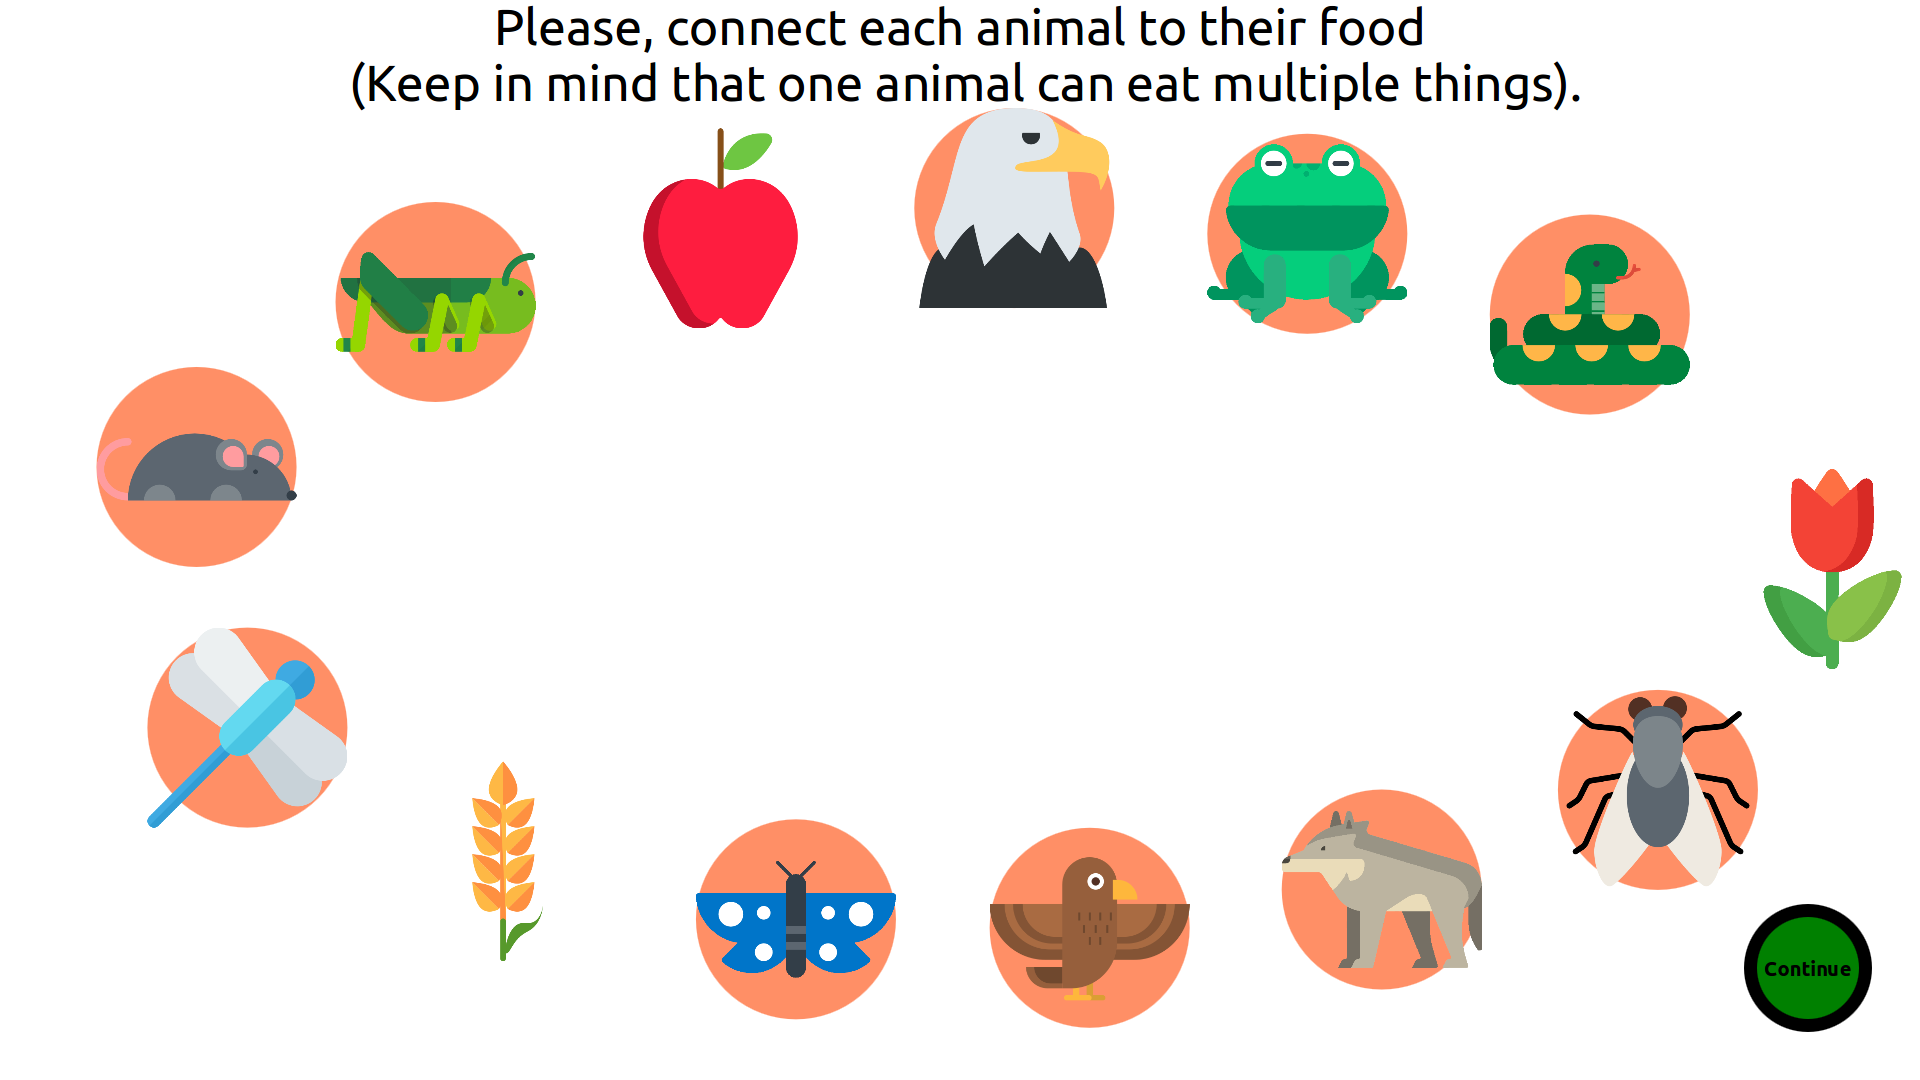 Please, connect each animal to their food
(Keep in mind that one animal can eat multiple things).
Continue